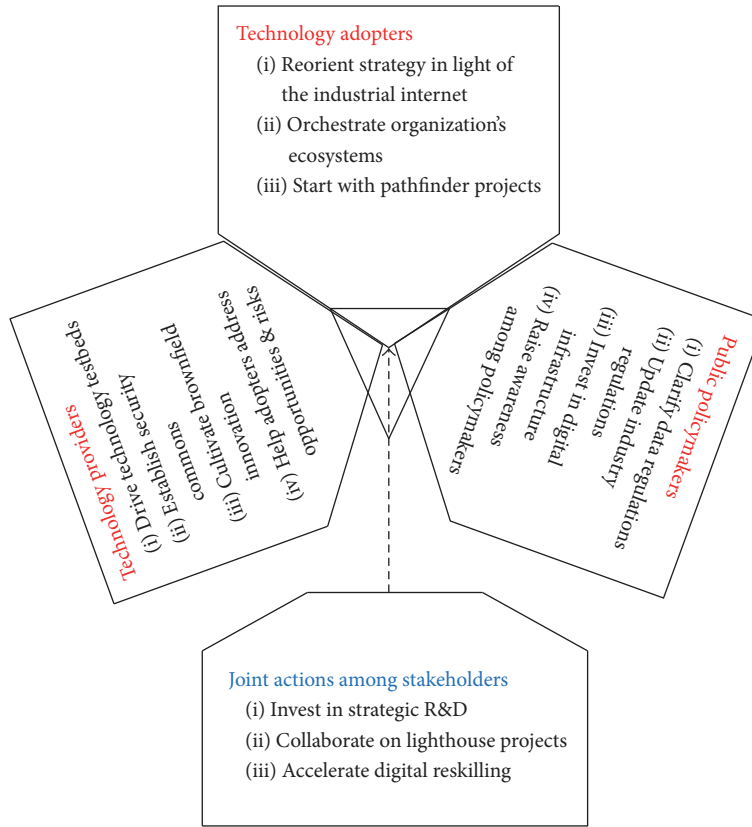 Technology adopters
(i) Reorient strategy in light of
the industrial internet
(ii) Orchestrate organization's
ecosystems
(iii) Start with pathfinder projects
Technology providers
(i) Drive technology testbeds
(ii) Establish security
commons
(iii) Cultivate brownfield
innovation
(iv) Help adopters address
opportunities & risks
Public policymakers
(i) Clarify data regulations
(ii) Update industry
regulations
(iii) Invest in digital
infrastructure
(iv) Raise awareness
among policymakers
Joint actions among stakeholders
(i) Invest in strategic R&D
(ii) Collaborate on lighthouse projects
(iii) Accelerate digital reskilling